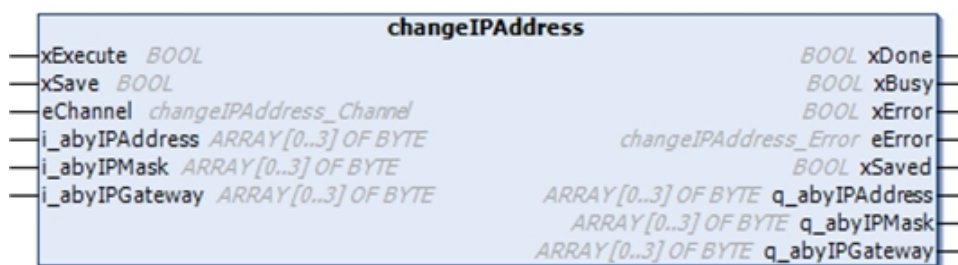 changeIPAddress
xExecute BOOL BOOL xDone
xSave BOOL BOOL xBusy
eChannel changeIPAddress_Channel BOOL xError
i_abyIPAddress ARRAY [0..3] OF BYTE changeIPAddress_Error eError
i_abyIPMask ARRAY [0..3] OF BYTE BOOL xSaved
i_abyIPGateway ARRAY [0..3] OF BYTE ARRAY [0..3] OF BYTE q_abyIPAddress
ARRAY [0..3] OF BYTE q_abyIPMask
ARRAY [0..3] OF BYTE q_abyIPGateway